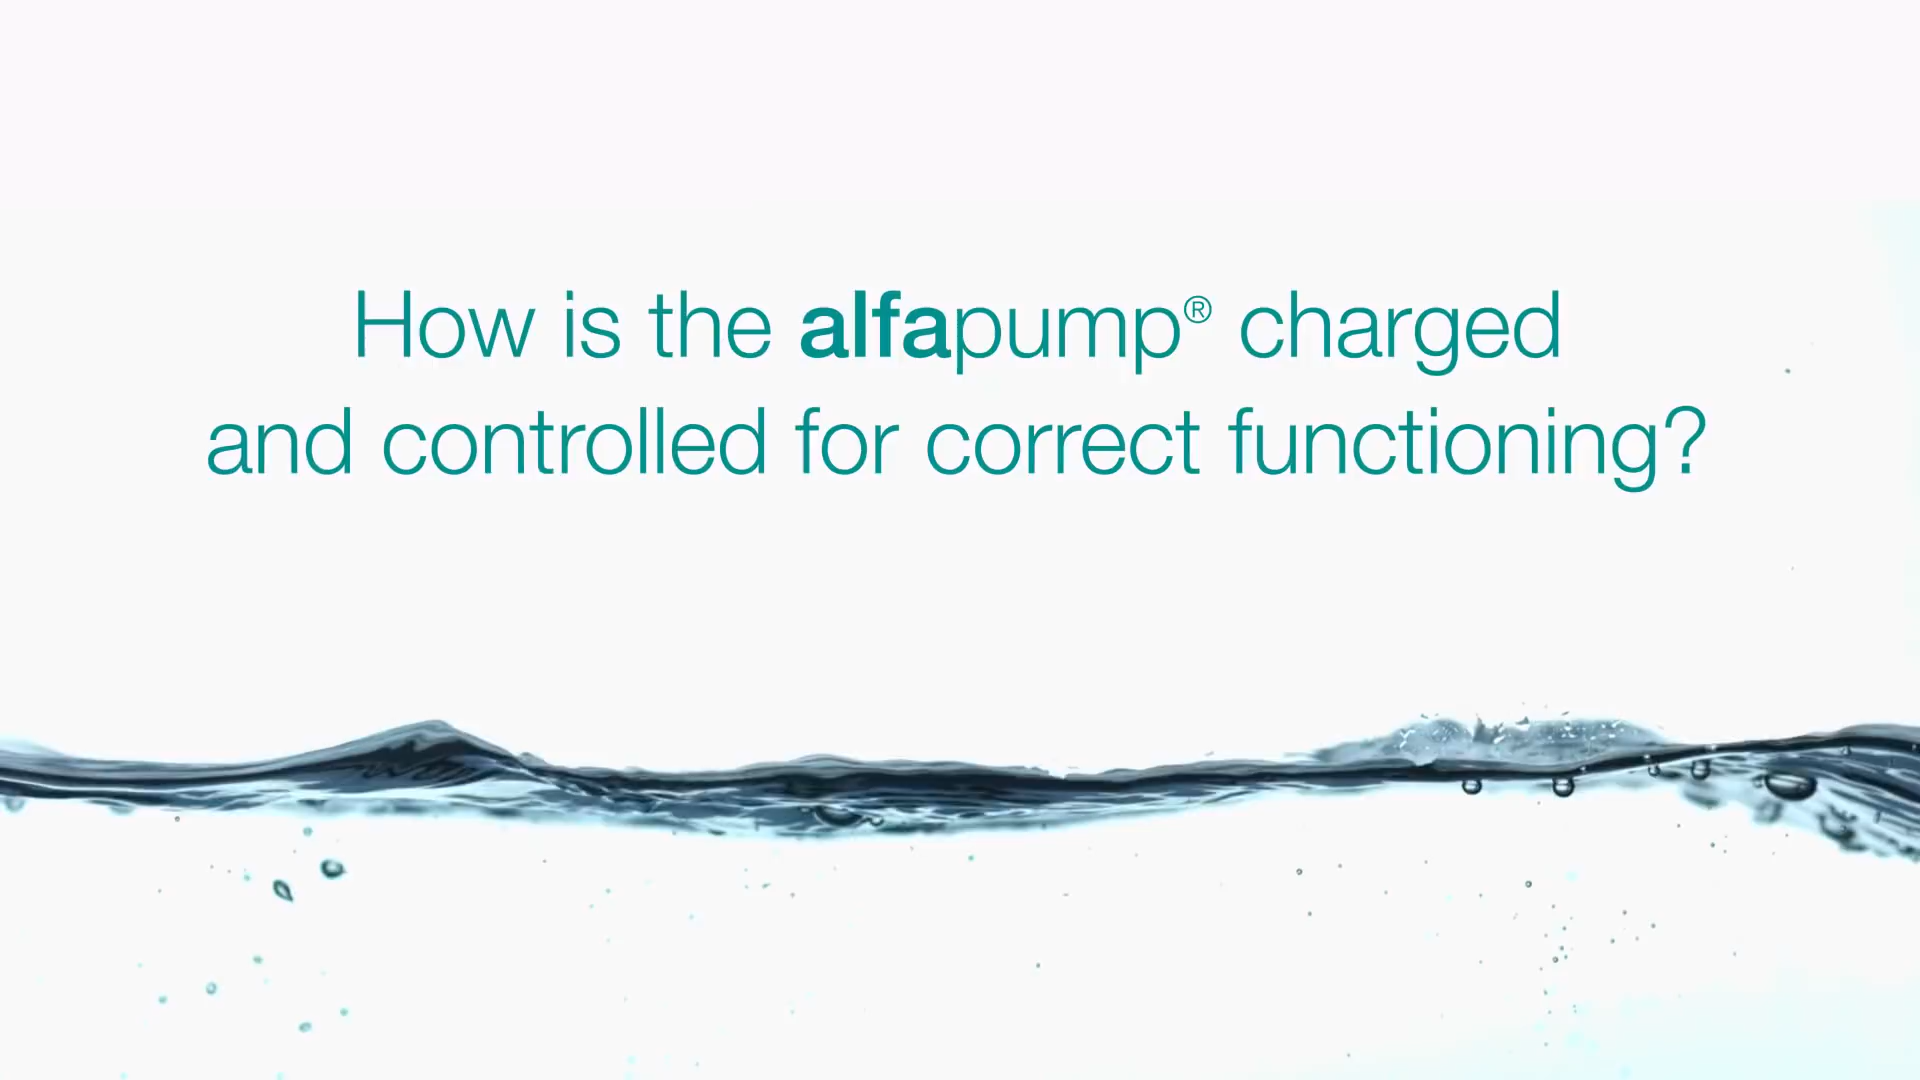 How is the alfapump® charged
and controlled for correct functioning?